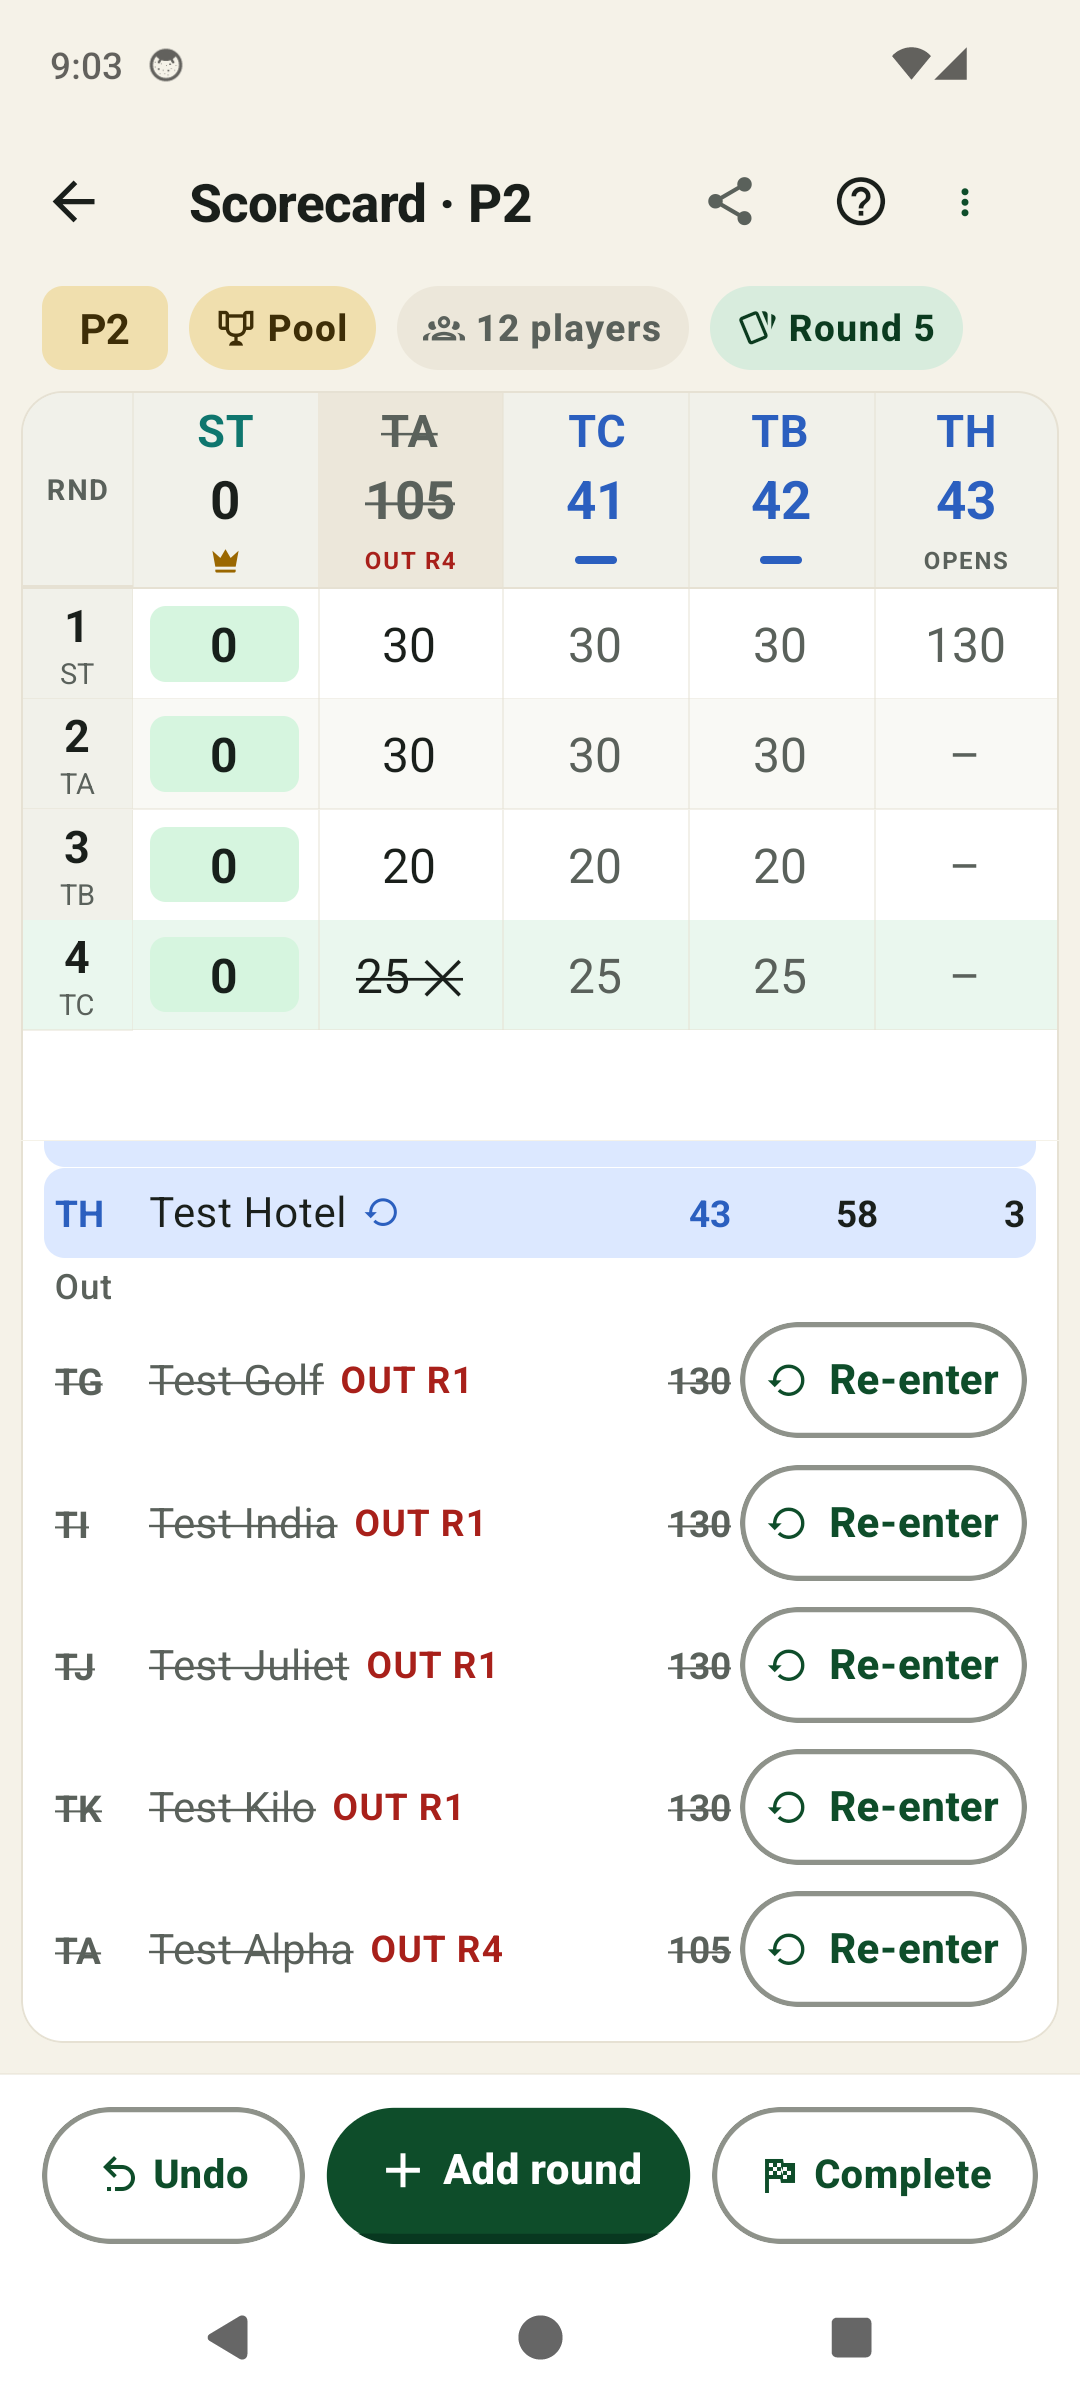 9:03
Scorecard · P2
P2 Pool 12 players Round 5
RND ST TA TC TB TH
0 105 41 42 43
OUT R4 OPENS
1 ST 0 30 30 30 130
2 TA 0 30 30 30 –
3 TB 0 20 20 20 –
4 TC 0 25 25 25 –
TH Test Hotel 43 58 3
Out
TG Test Golf OUT R1 130 Re-enter
TI Test India OUT R1 130 Re-enter
TJ Test Juliet OUT R1 130 Re-enter
TK Test Kilo OUT R1 130 Re-enter
TA Test Alpha OUT R4 105 Re-enter
Undo + Add round Complete